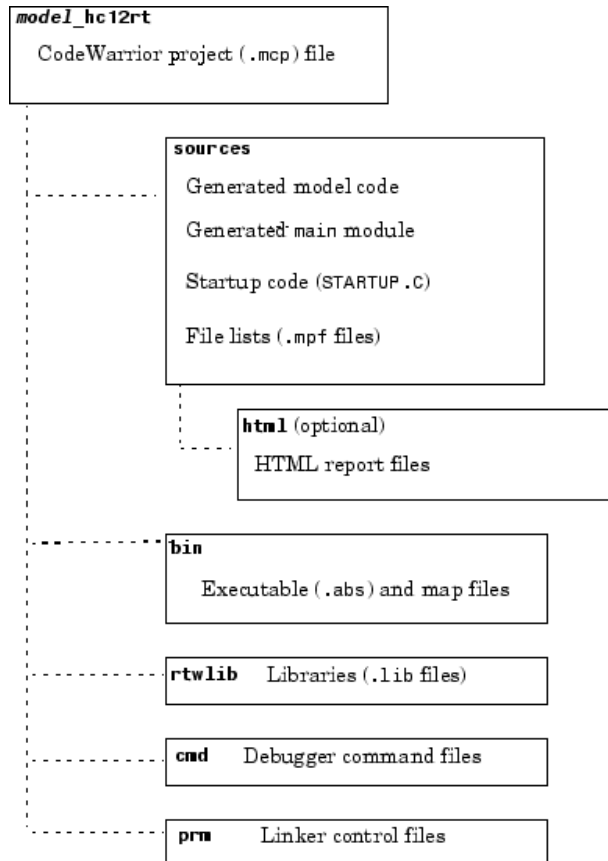 model_hc12rt
CodeWarrior project (.mcp) file
sources
Generated model code
Generated main module
Startup code (STARTUP.C)
File lists (.mpf files)
html (optional)
HTML report files
bin
Executable (.abs) and map files
rtwlib Libraries (.lib files)
cmd Debugger command files
prm Linker control files